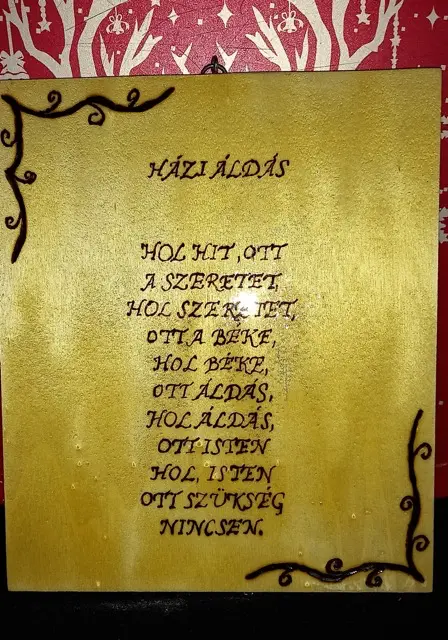 HÁZI ÁLDÁS
HOL HIT, OTT
A SZERETET,
HOL SZERETET,
OTT A BÉKE,
HOL BÉKE,
OTT ÁLDÁS,
HOL ÁLDÁS,
OTT ISTEN
HOL, ISTEN
OTT SZÜKSÉG
NINCSEN.